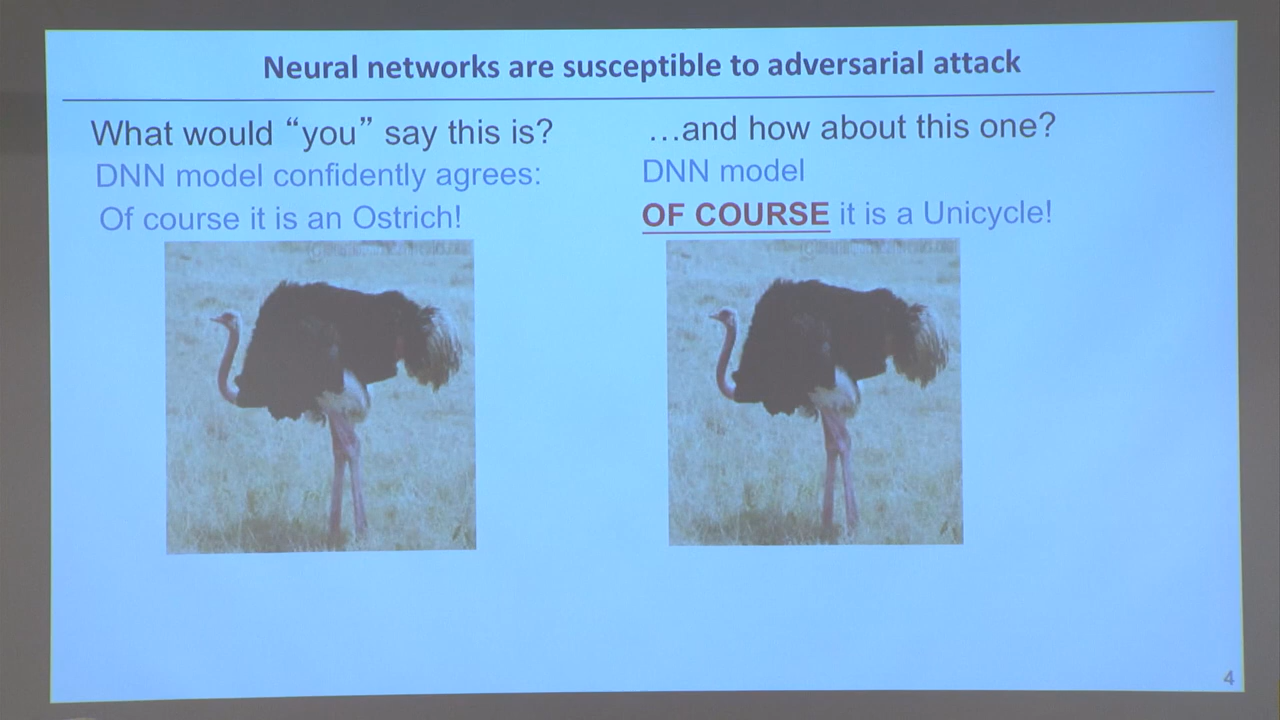 Neural networks are susceptible to adversarial attack
What would “you” say this is?
DNN model confidently agrees:
Of course it is an Ostrich!
…and how about this one?
DNN model
OF COURSE it is a Unicycle!
4